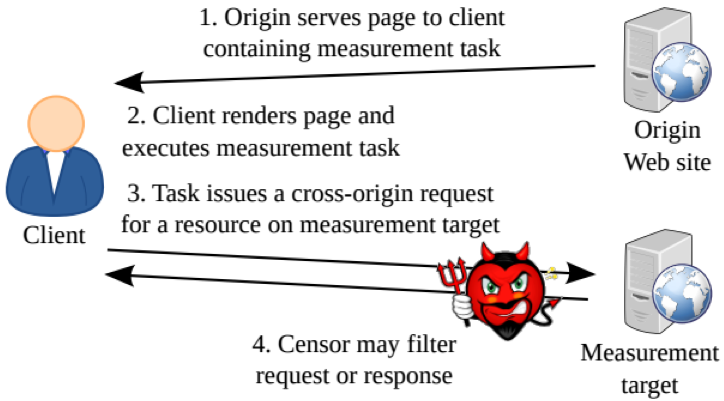 1. Origin serves page to client
containing measurement task
2. Client renders page and
executes measurement task
Origin
Web site
3. Task issues a cross-origin request
for a resource on measurement target
Client
4. Censor may filter
request or response
Measurement
target